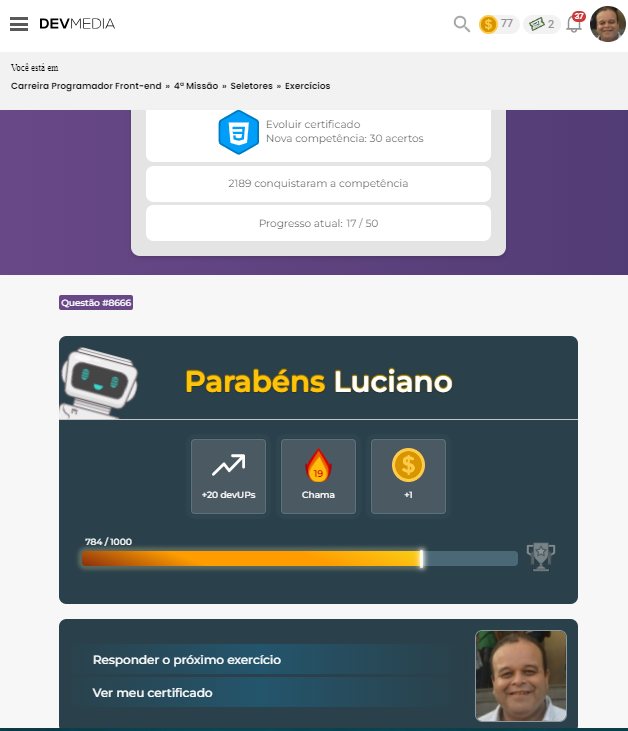 DEVMEDIA
77
2
37
Você está em
Carreira Programador Front-end » 4ª Missão » Seletores » Exercícios
Evoluir certificado
Nova competência: 30 acertos
2189 conquistaram a competência
Progresso atual: 17 / 50
Questão #8666
Parabéns Luciano
19
+20 devUPs
Chama
+1
784 / 1000
Responder o próximo exercício
Ver meu certificado